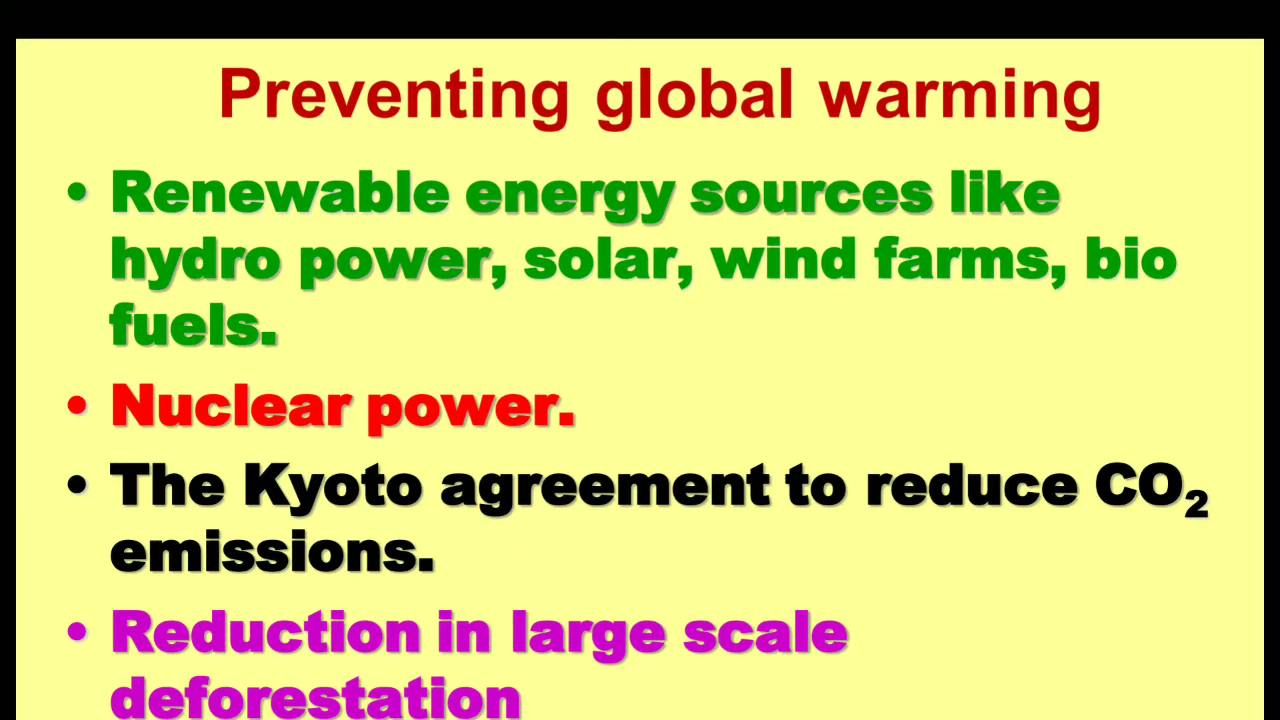 Preventing global warming
• Renewable energy sources like
hydro power, solar, wind farms, bio
fuels.
• Nuclear power.
• The Kyoto agreement to reduce CO₂
emissions.
• Reduction in large scale
deforestation